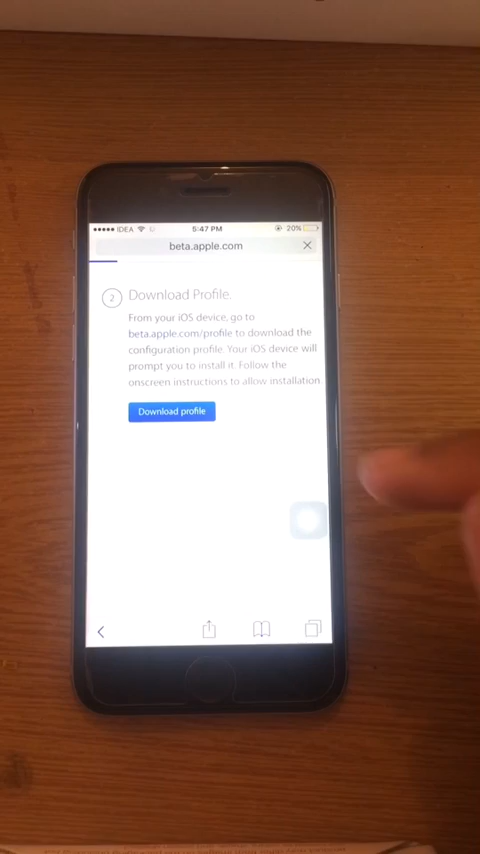 IDEA 5:47 PM 20%
beta.apple.com
2 Download Profile.
From your iOS device, go to
beta.apple.com/profile to download the
configuration profile. Your iOS device will
prompt you to install it. Follow the
onscreen instructions to allow installation.
Download profile